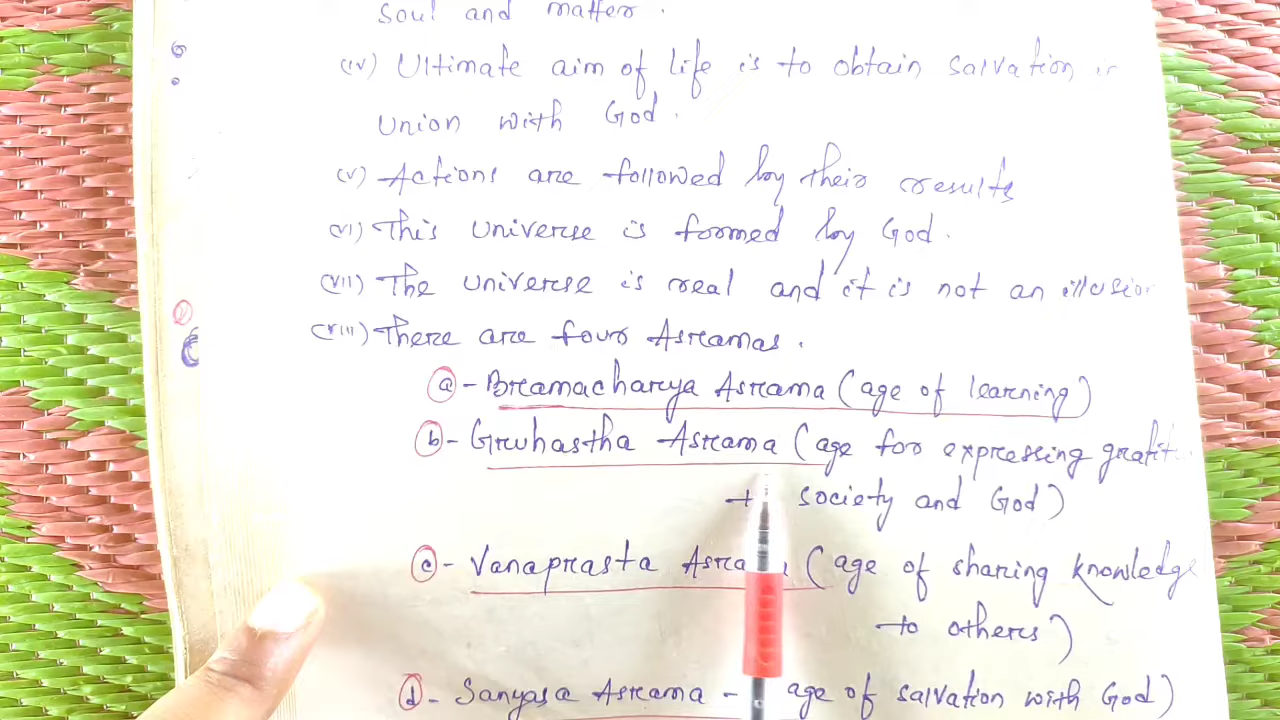 soul and matter.
(iv) Ultimate aim of life is to obtain salvation in
union with God.
(v) Actions are followed by their results
(vi) This universe is formed by God.
(vii) The universe is real and it is not an illusion
(viii) There are four Asramas.
(a) - Bramacharya Asrama (age of learning)
(b) - Gruhastha Asrama (age for expressing gratit
society and God)
(c) - Vanaprasta (age of sharing knowledge
to others)
(d) - Sanyasa Asrama - age of salvation with God)